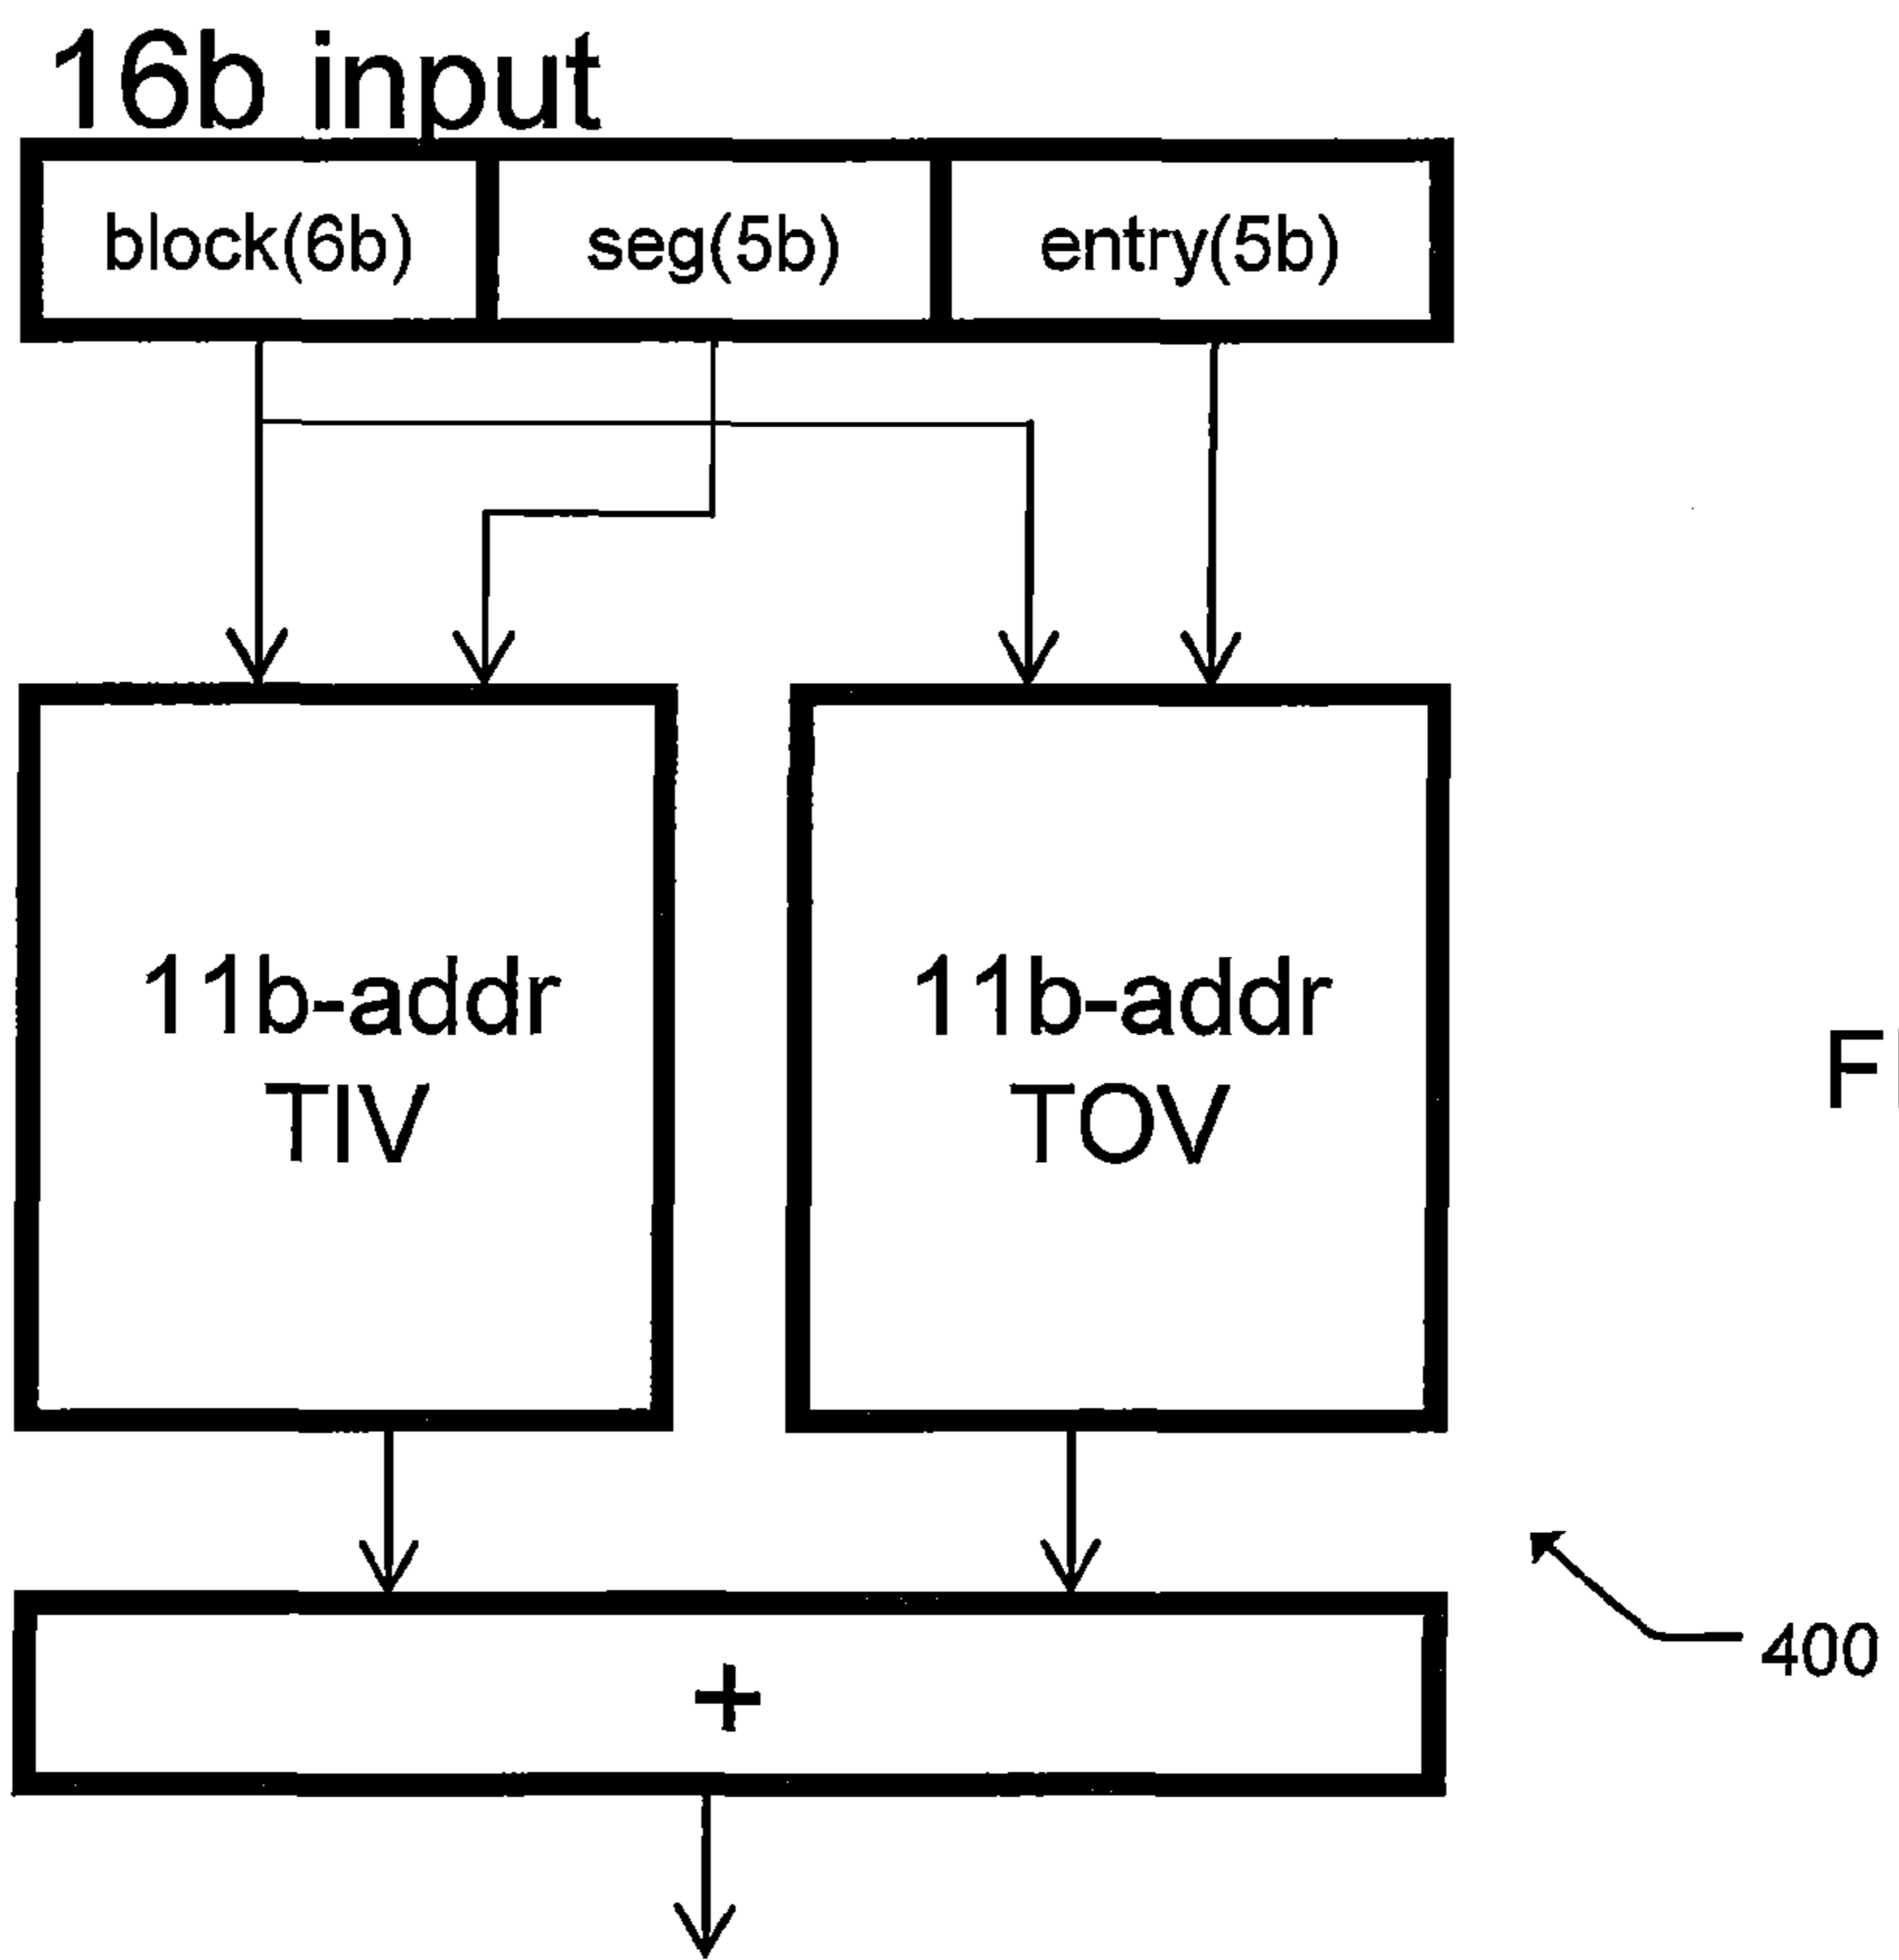 16b input
block(6b) seg(5b) entry(5b)
11b-addr
TIV
11b-addr
TOV
+
400